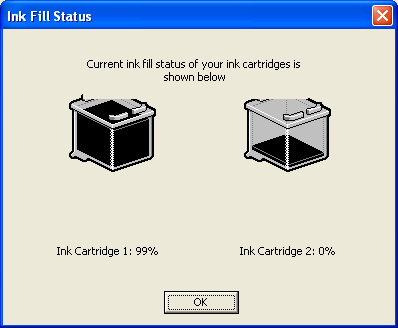 Ink Fill Status
Current ink fill status of your ink cartridges is
shown below
Ink Cartridge 1: 99%
Ink Cartridge 2: 0%
OK